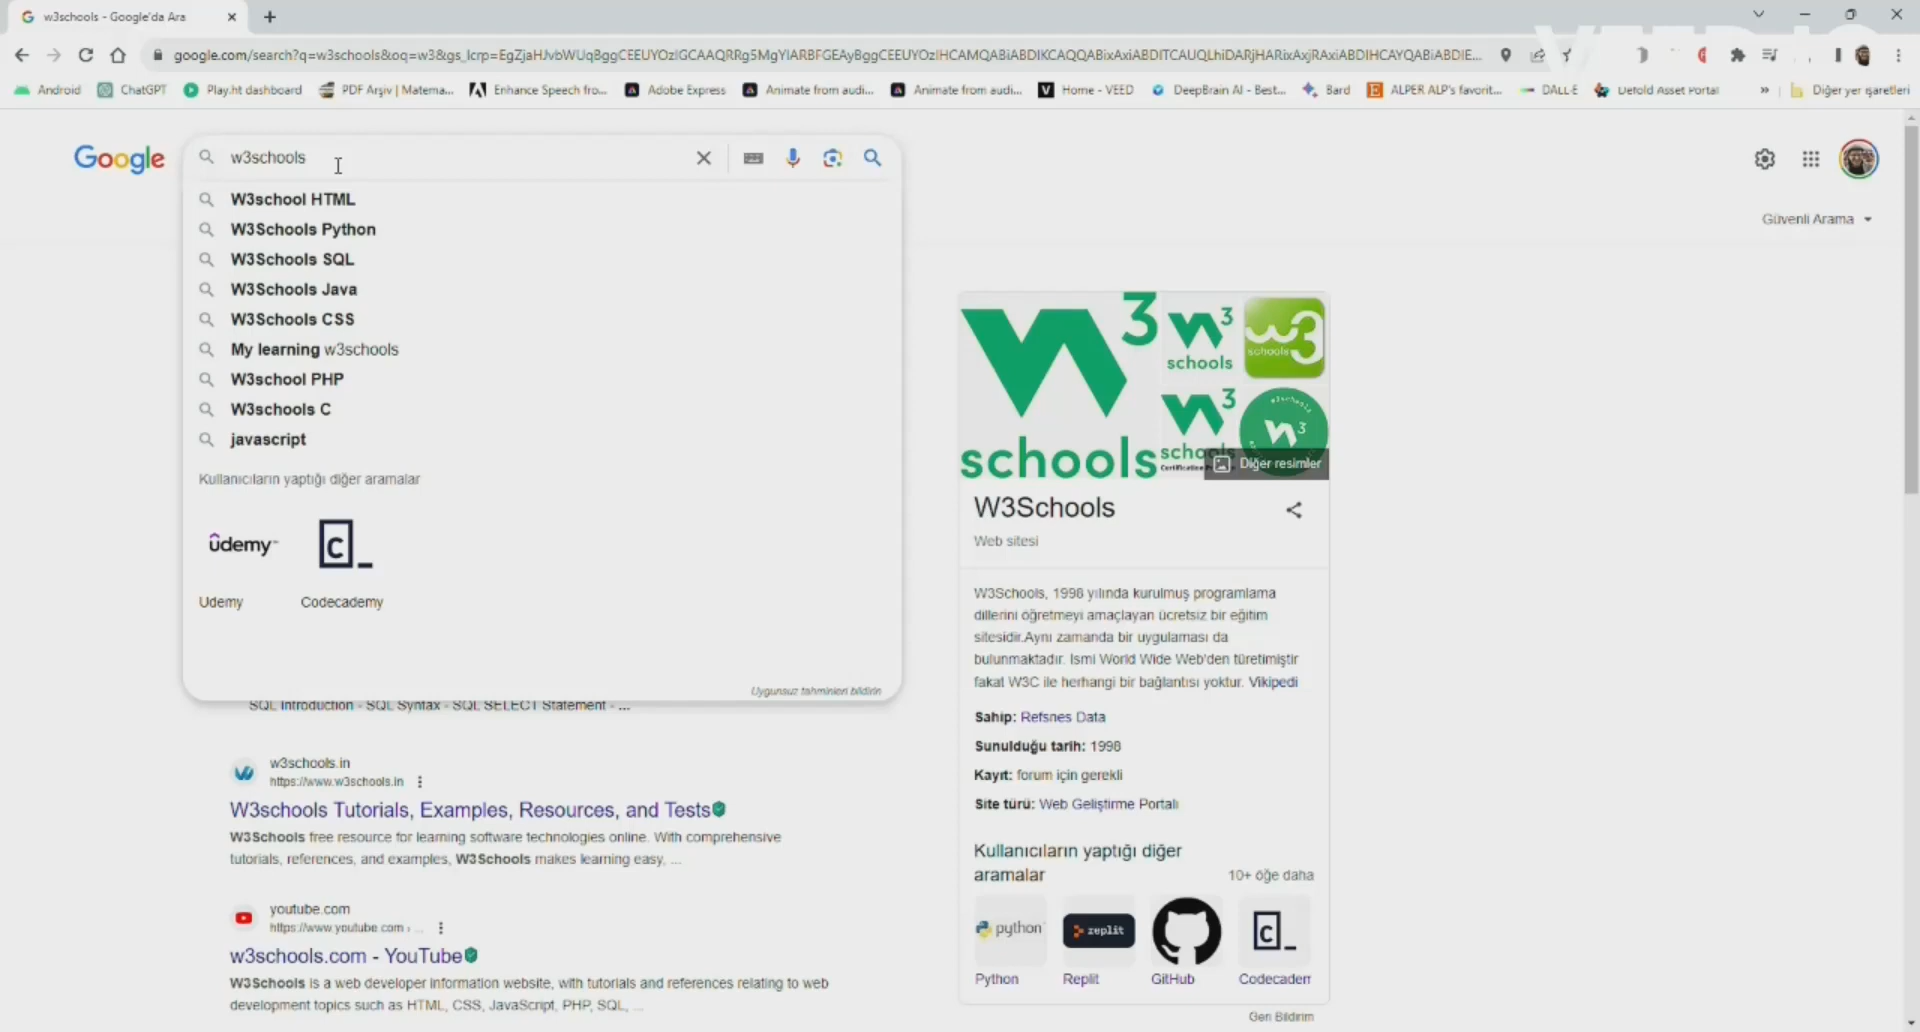 w3schools - Google'da Ara
google.com/search?q=w3schools&oq=w3&gs_lcrp=
Android
ChatGPT
Play.ht dashboard
PDF Arşiv | Matema...
Enhance Speech fro...
Adobe Express
Animate from audi...
Animate from audi...
Home - VEED
DeepBrain AI - Best...
Bard
ALPER ALP's favorit...
DALL·E
Defold Asset Portal
»
Diğer yer işaretleri
Google
w3schools
W3school HTML
W3Schools Python
W3Schools SQL
W3Schools Java
W3Schools CSS
My learning w3schools
W3school PHP
W3schools C
javascript
Kullanıcıların yaptığı diğer aramalar
ûdemy
Udemy
Codecademy
Uygunsuz tahminleri bildirin
Güvenli Arama
SQL Introduction - SQL Syntax - SQL SELECT Statement - ...
w3schools.in
https://www.w3schools.in
W3schools Tutorials, Examples, Resources, and Tests
W3Schools free resource for learning software technologies online. With comprehensive
tutorials, references, and examples, W3Schools makes learning easy, ...
youtube.com
https://www.youtube.com › ...
w3schools.com - YouTube
W3Schools is a web developer information website, with tutorials and references relating to web
development topics such as HTML, CSS, JavaScript, PHP, SQL, ...
W3 schools
W3 schools
W3 schools
W3
Diğer resimler
W3Schools
Web sitesi
W3Schools, 1998 yılında kurulmuş programlama
dillerini öğretmeyi amaçlayan ücretsiz bir eğitim
sitesidir.Aynı zamanda bir uygulaması da
bulunmaktadır. Ismi World Wide Web'den türetimiştir
fakat W3C ile herhangi bir bağlantısı yoktur. Vikipedi
Sahip: Refsnes Data
Sunulduğu tarih: 1998
Kayıt: forum için gerekli
Site türü: Web Geliştirme Portalı
Kullanıcıların yaptığı diğer
aramalar
10+ öğe daha
python
replit
Python
Replit
GitHub
Codecadem
Geri Bildirim